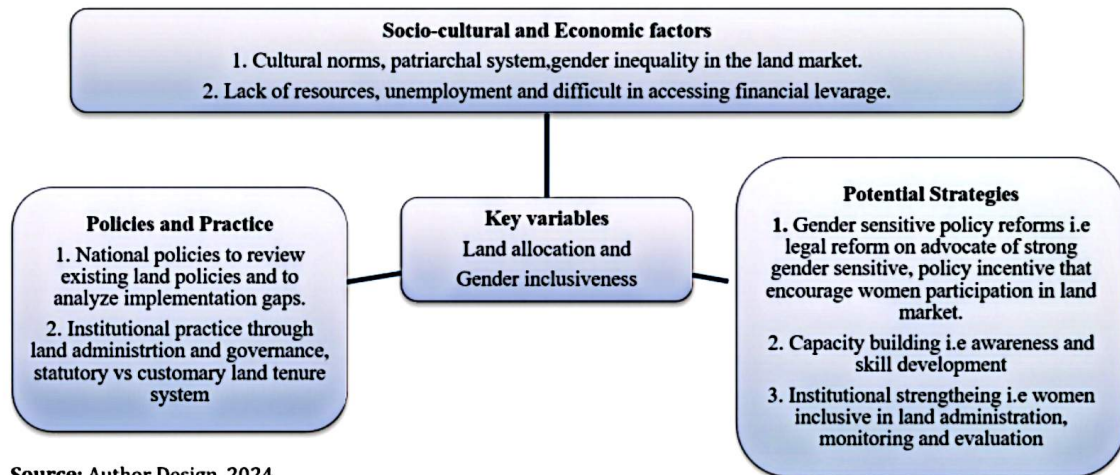 Socio-cultural and Economic factors
1. Cultural norms, patriarchal system,gender inequality in the land market.
2. Lack of resources, unemployment and difficult in accessing financial levarage.
Policies and Practice
1. National policies to review
existing land policies and to
analyze implementation gaps.
2. Institutional practice through
land administrtion and governance,
statutory vs customary land tenure
system
Key variables
Land allocation and
Gender inclusiveness
Potential Strategies
1. Gender sensitive policy reforms i.e
legal reform on advocate of strong
gender sensitive, policy incentive that
encourage women participation in land
market.
2. Capacity building i.e awareness and
skill development
3. Institutional strengtheing i.e women
inclusive in land administration,
monitoring and evaluation
Source: Author Design, 2024